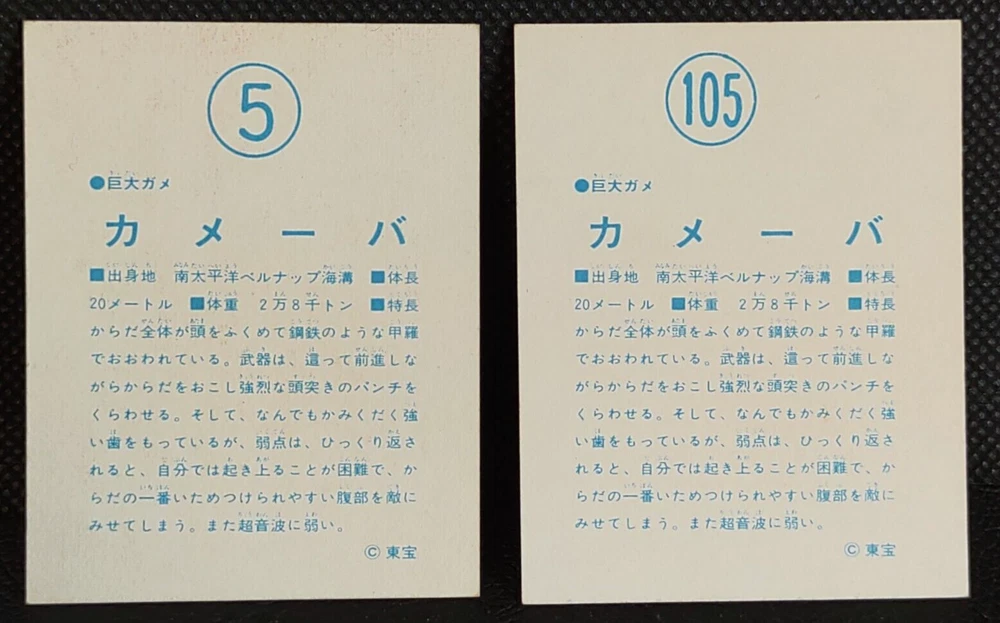 5
●巨大ガメ
カメーバ
■出身地 南太平洋ベルナップ海溝 ■体長
20メートル ■体重 2万8千トン ■特長
からだ全体が頭をふくめて鋼鉄のような甲羅
でおおわれている。武器は、這って前進しな
がらからだをおこし強烈な頭突きのパンチを
くらわせる。そして、なんでもかみくだく強
い歯をもっているが、弱点は、ひっくり返さ
れると、自分では起き上ることが困難で、か
らだの一番いためつけられやすい腹部を敵に
みせてしまう。また超音波に弱い。
© 東宝
105
●巨大ガメ
カメーバ
■出身地 南太平洋ベルナップ海溝 ■体長
20メートル ■体重 2万8千トン ■特長
からだ全体が頭をふくめて鋼鉄のような甲羅
でおおわれている。武器は、這って前進しな
がらからだをおこし強烈な頭突きのパンチを
くらわせる。そして、なんでもかみくだく強
い歯をもっているが、弱点は、ひっくり返さ
れると、自分では起き上ることが困難で、か
らだの一番いためつけられやすい腹部を敵に
みせてしまう。また超音波に弱い。
© 東宝